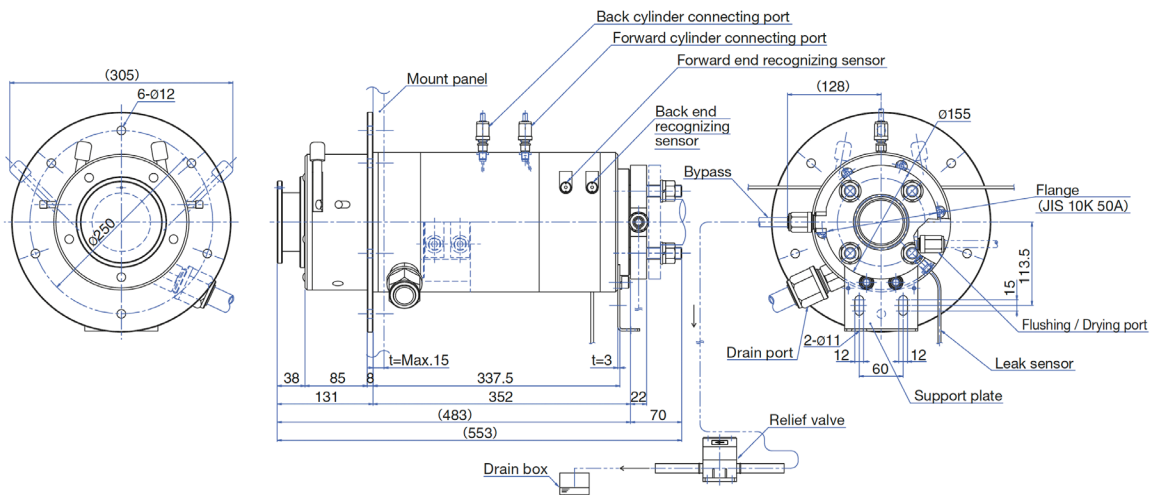 Back cylinder connecting port
Forward cylinder connecting port
Forward end recognizing sensor
(305)
Mount panel
6-Ø12
Back end
recognizing
sensor
(128)
Ø155
Bypass
Flange
(JIS 10K 50A)
Ø250
15
113.5
Flushing / Drying port
Drain port
2-Ø11
12
12
60
Leak sensor
Support plate
t=Max.15
t=3
38
85
8
337.5
131
352
22
(483)
70
(553)
Relief valve
Drain box